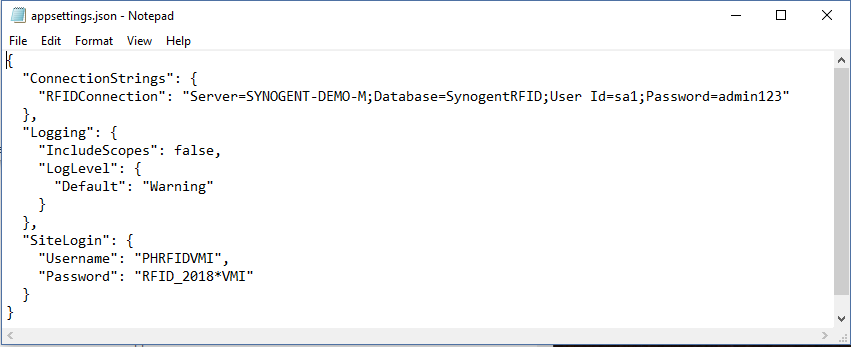 appsettings.json - Notepad
File Edit Format View Help
{
"ConnectionStrings": {
"RFIDConnection": "Server=SYNOGENT-DEMO-M;Database=SynogentRFID;User Id=sa1;Password=admin123"
},
"Logging": {
"IncludeScopes": false,
"LogLevel": {
"Default": "Warning"
}
},
"SiteLogin": {
"Username": "PHRFIDVMI",
"Password": "RFID_2018*VMI"
}
}